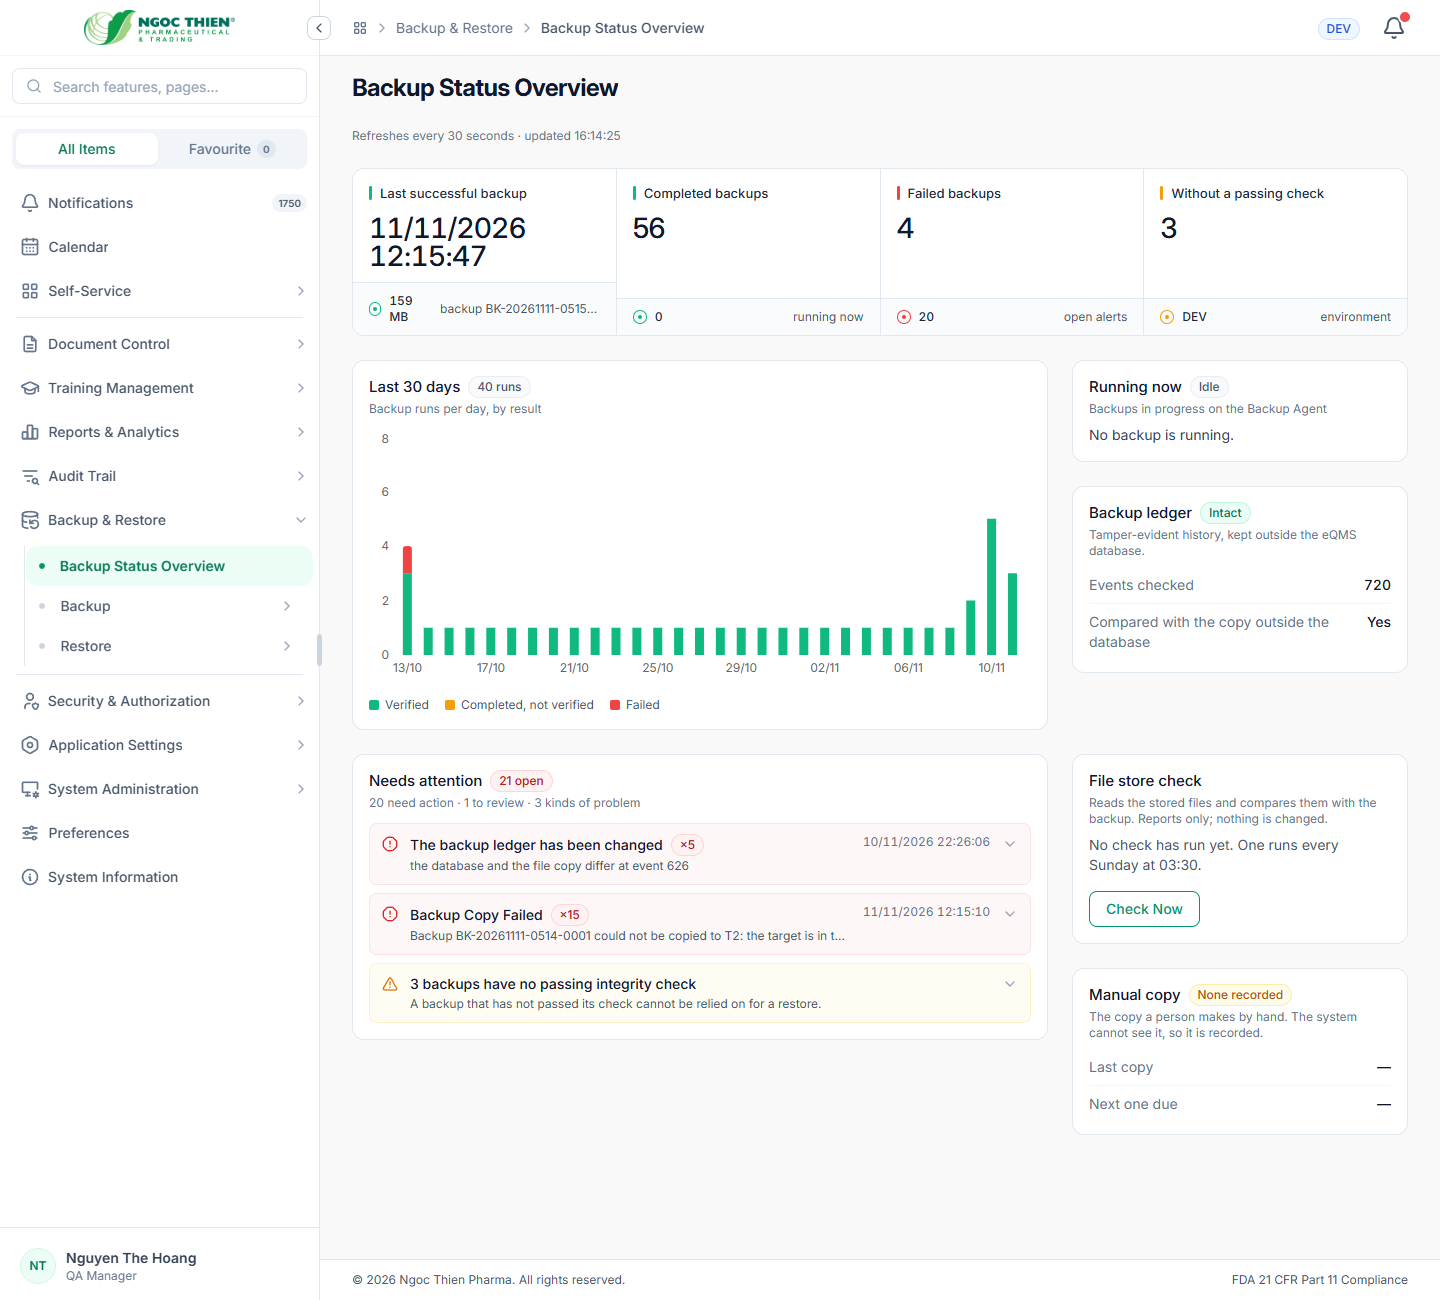 NGOC THIEN®
PHARMACEUTICAL
& TRADING
Search features, pages...
All Items
Favourite 0
Notifications 1750
Calendar
Self-Service
Document Control
Training Management
Reports & Analytics
Audit Trail
Backup & Restore
Backup Status Overview
Backup
Restore
Security & Authorization
Application Settings
System Administration
Preferences
System Information
NT
Nguyen The Hoang
QA Manager
Backup & Restore
Backup Status Overview
DEV
Backup Status Overview
Refreshes every 30 seconds · updated 16:14:25
Last successful backup
11/11/2026
12:15:47
159
MB
backup BK-20261111-0515...
Completed backups
56
0 running now
Failed backups
4
20 open alerts
Without a passing check
3
DEV environment
Last 30 days 40 runs
Backup runs per day, by result
8
6
4
2
0
13/10 17/10 21/10 25/10 29/10 02/11 06/11 10/11
Verified Completed, not verified Failed
Running now Idle
Backups in progress on the Backup Agent
No backup is running.
Backup ledger Intact
Tamper-evident history, kept outside the eQMS
database.
Events checked 720
Compared with the copy outside the Yes
database
Needs attention 21 open
20 need action · 1 to review · 3 kinds of problem
The backup ledger has been changed ×5 10/11/2026 22:26:06
the database and the file copy differ at event 626
Backup Copy Failed ×15 11/11/2026 12:15:10
Backup BK-20261111-0514-0001 could not be copied to T2: the target is in t...
3 backups have no passing integrity check
A backup that has not passed its check cannot be relied on for a restore.
File store check
Reads the stored files and compares them with the
backup. Reports only; nothing is changed.
No check has run yet. One runs every
Sunday at 03:30.
Check Now
Manual copy None recorded
The copy a person makes by hand. The system
cannot see it, so it is recorded.
Last copy —
Next one due —
© 2026 Ngoc Thien Pharma. All rights reserved.
FDA 21 CFR Part 11 Compliance